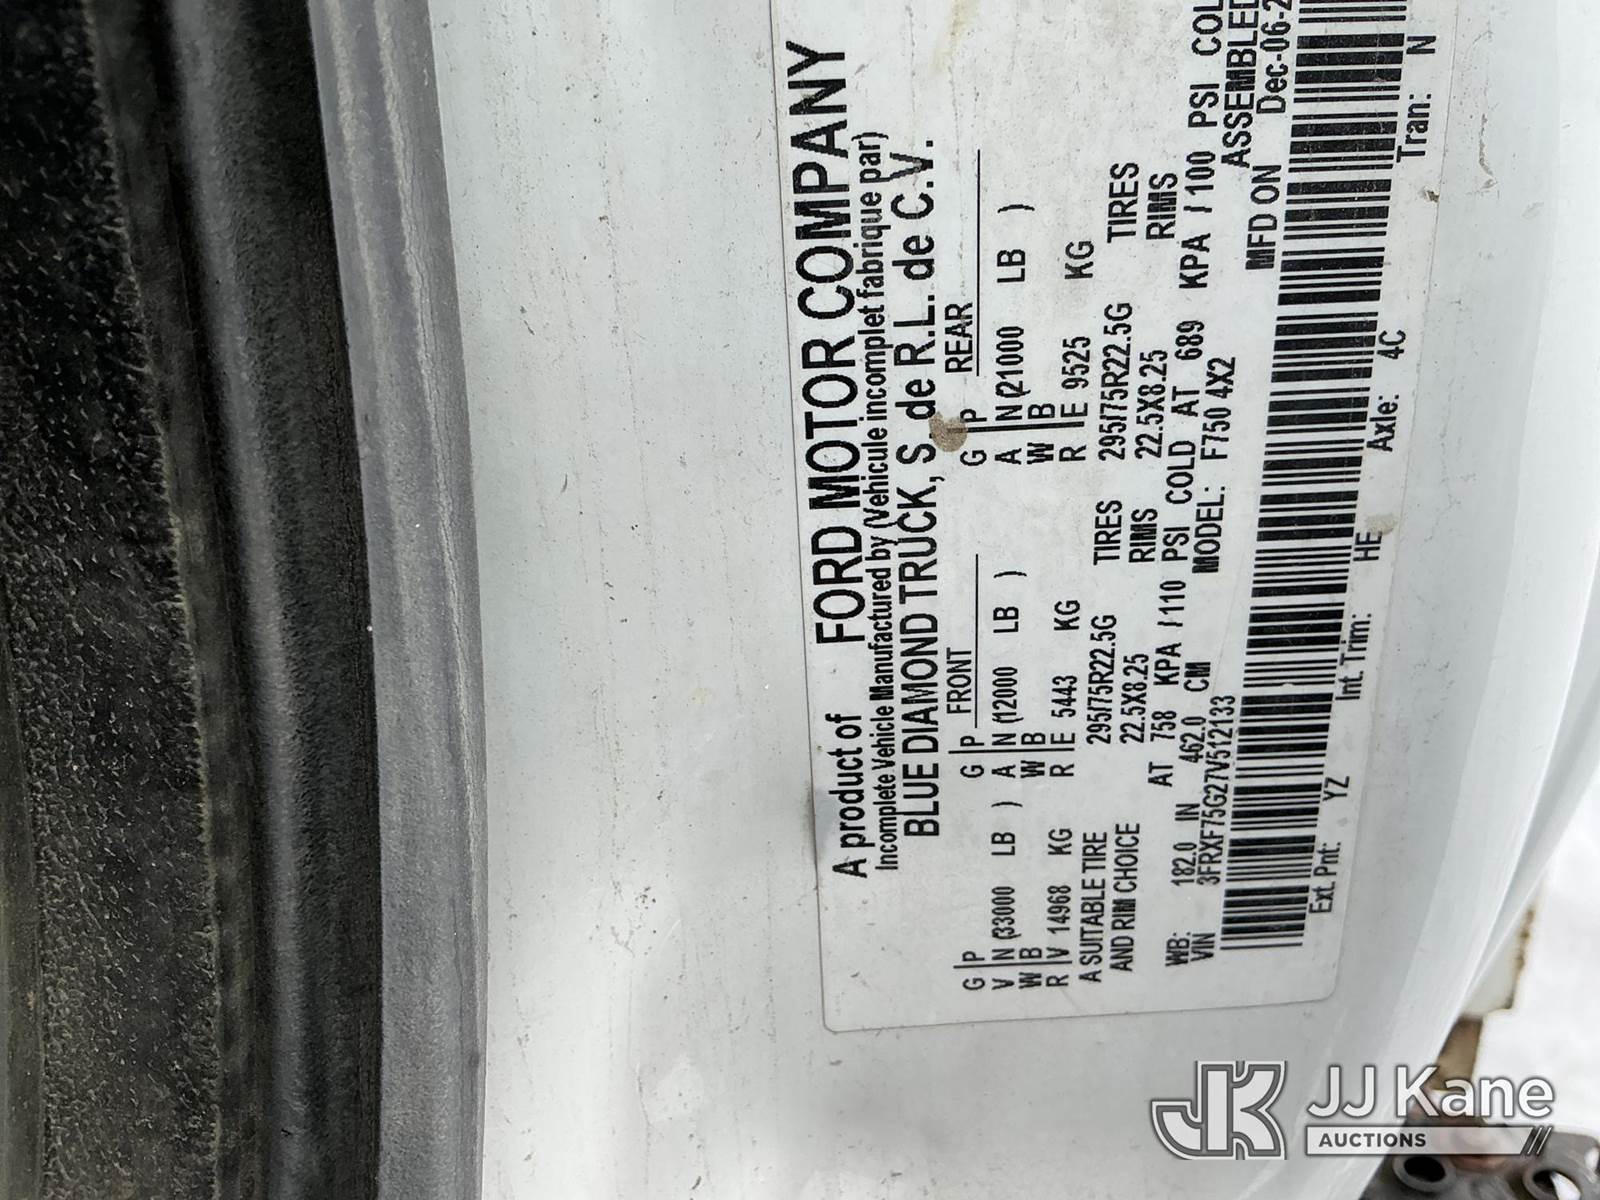 A product of FORD MOTOR COMPANY
Incomplete Vehicle Manufactured by (Vehicule incomplet fabrique par)
BLUE DIAMOND TRUCK, S. de R.L. de C.V.
FRONT REAR
G P G P G P
V N (33000 LB ) A N (12000 LB ) A N (21000 LB )
W B W B W B
R V 14968 KG R E 5443 KG R E 9525 KG
A SUITABLE TIRE 295/75R22.5G TIRES 295/75R22.5G TIRES
AND RIM CHOICE 22.5X8.25 RIMS 22.5X8.25 RIMS
AT 758 KPA / 110 PSI COLD AT 689 KPA / 100 PSI COL
WB: 182.0 IN 462.0 CM MODEL: F750 4X2 ASSEMBLED
VIN 3FRXF75G27V512133 MFD ON Dec-06-2
Ext. Pnt: YZ Int. Trim: HE Axle: 4C Tran: N
JK JJ Kane
AUCTIONS